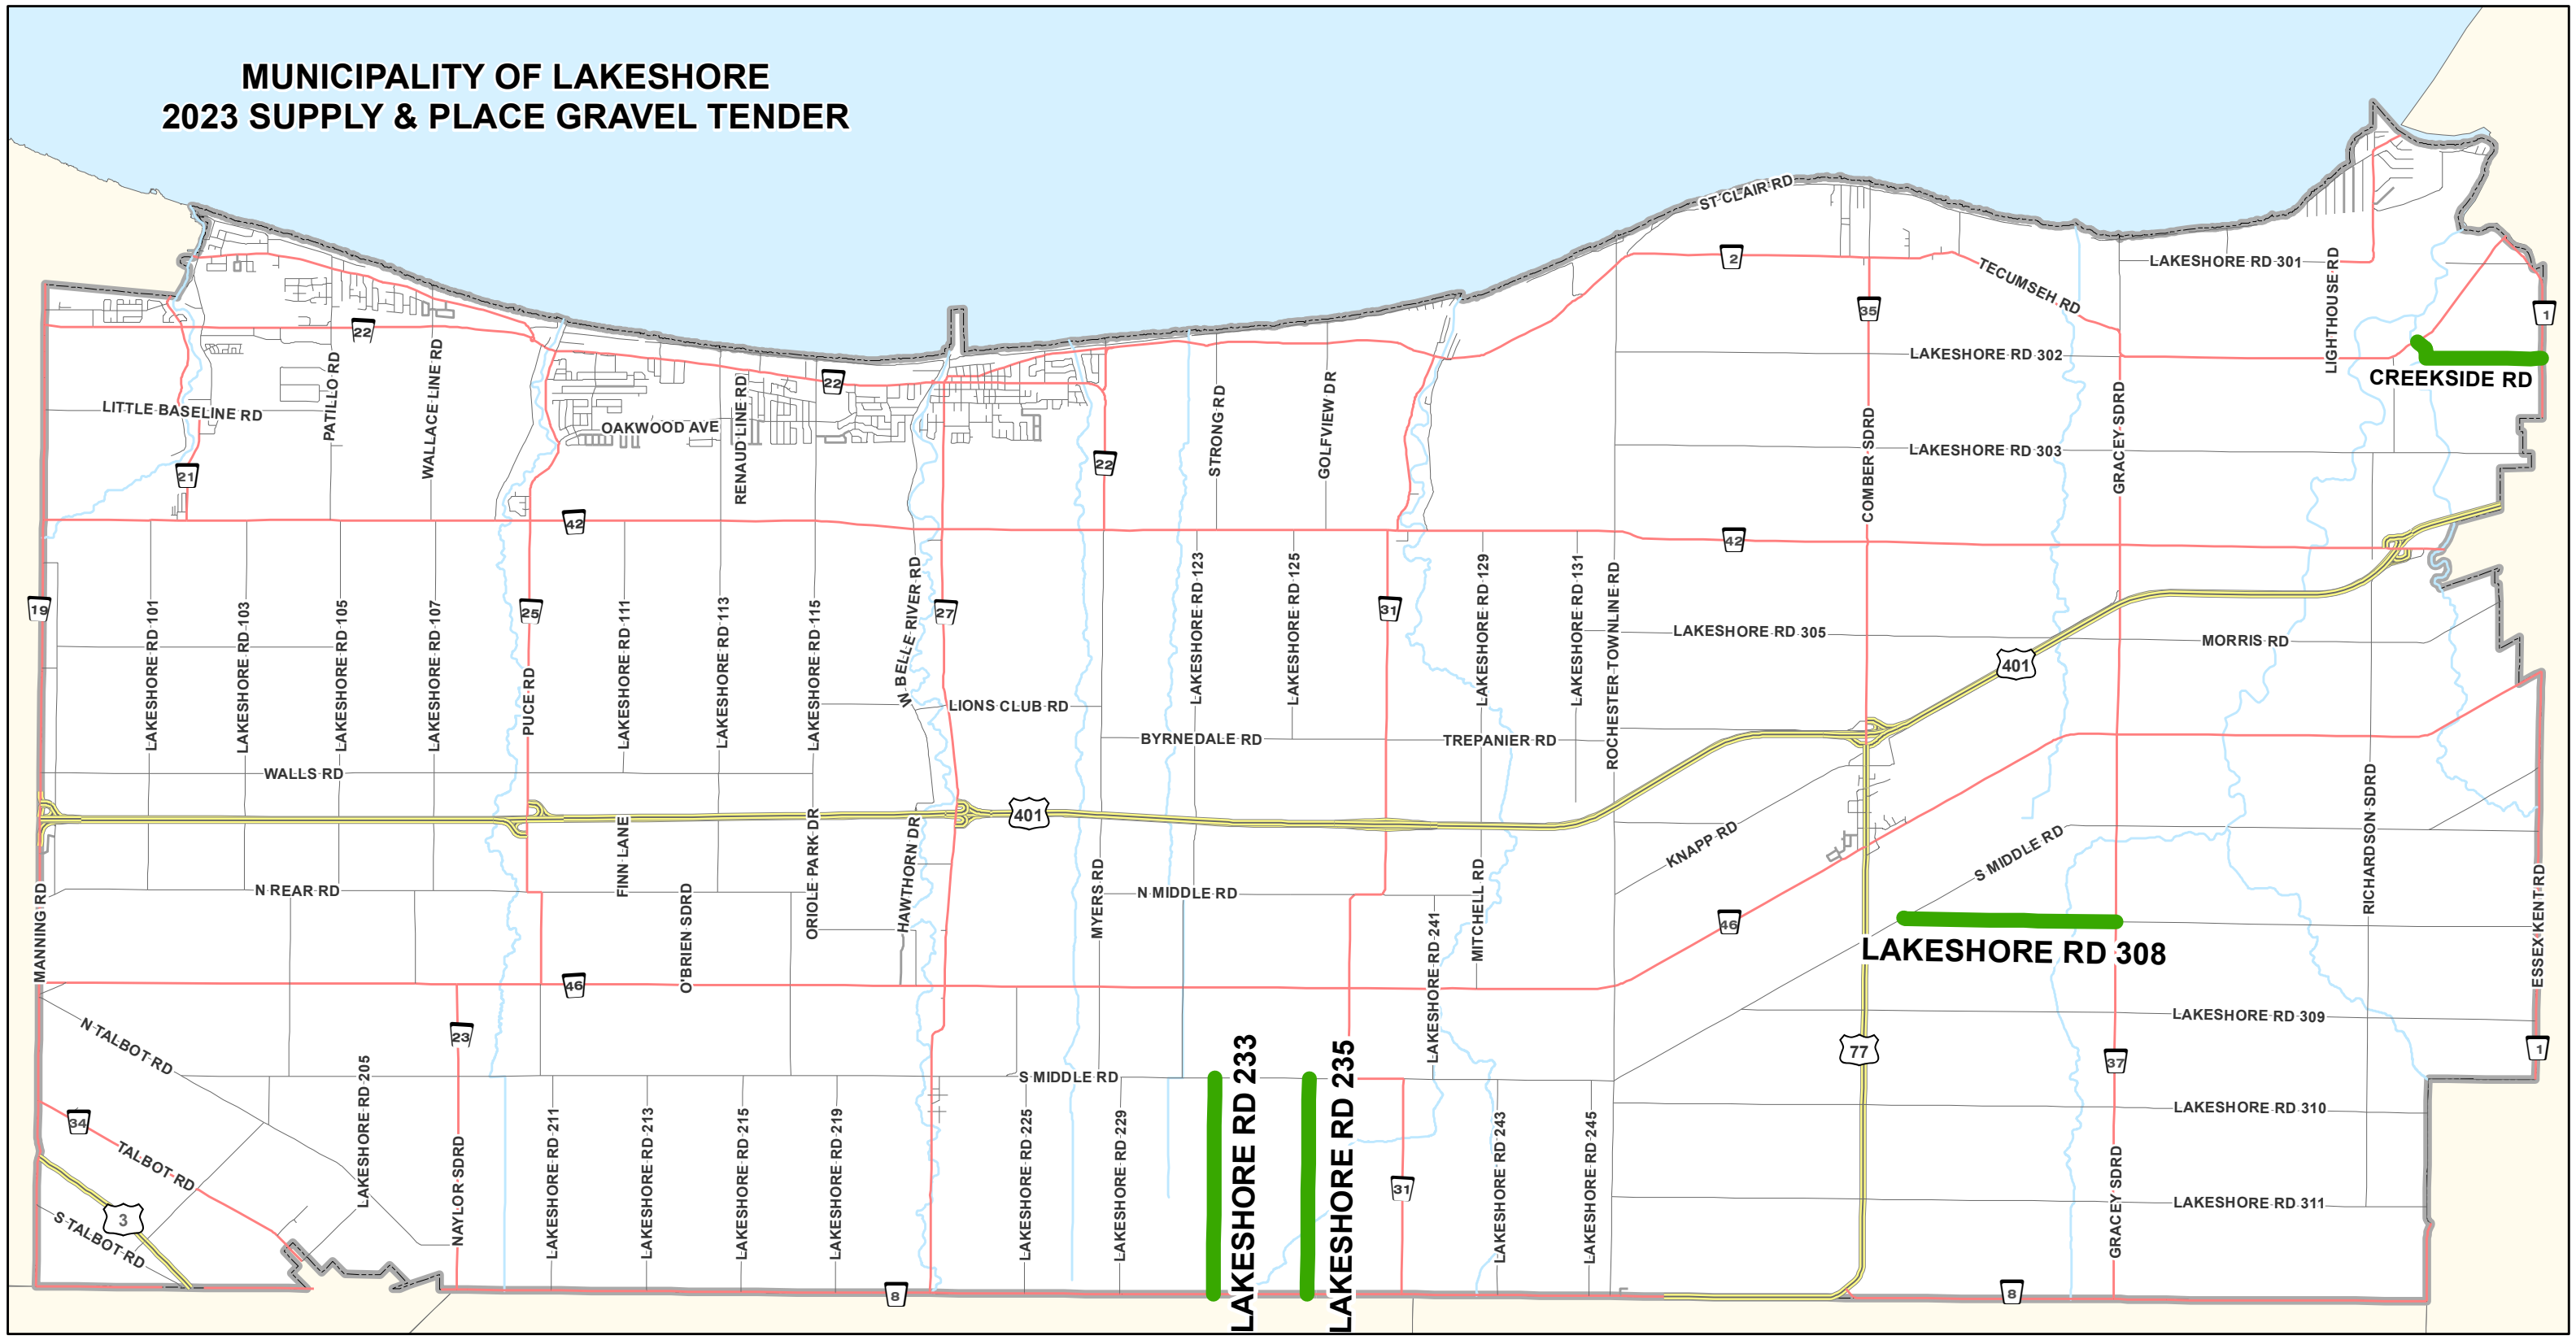 MUNICIPALITY OF LAKESHORE
2023 SUPPLY & PLACE GRAVEL TENDER
ST CLAIR RD
2
TECUMSEH RD
LAKESHORE RD 301
LIGHTHOUSE RD
35
1
22
PATILLO RD
WALLACE LINE RD
RENAUD LINE RD
22
LAKESHORE RD 302
CREEKSIDE RD
LITTLE BASELINE RD
OAKWOOD AVE
STRONG RD
GOLFVIEW DR
COMBER SDRD
GRACEY SDRD
LAKESHORE RD 303
21
22
42
42
19
LAKESHORE RD 101
LAKESHORE RD 103
LAKESHORE RD 105
LAKESHORE RD 107
25
PUCE RD
LAKESHORE RD 111
LAKESHORE RD 113
LAKESHORE RD 115
W BELLE RIVER RD
27
LAKESHORE RD 123
LAKESHORE RD 125
31
LAKESHORE RD 129
LAKESHORE RD 131
ROCHESTER TOWNLINE RD
LAKESHORE RD 305
MORRIS RD
401
LIONS CLUB RD
BYRNEDALE RD
TREPANIER RD
WALLS RD
401
FINN LANE
ORIOLE PARK DR
HAWTHORN DR
MYERS RD
MITCHELL RD
KNAPP RD
S MIDDLE RD
RICHARDSON SDRD
ESSEX KENT RD
MANNING RD
N REAR RD
O'BRIEN SDRD
N MIDDLE RD
LAKESHORE RD 241
46
LAKESHORE RD 308
46
N TALBOT RD
23
LAKESHORE RD 309
77
37
1
LAKESHORE RD 205
S MIDDLE RD
LAKESHORE RD 233
LAKESHORE RD 235
34
TALBOT RD
NAYLOR SDRD
LAKESHORE RD 211
LAKESHORE RD 213
LAKESHORE RD 215
LAKESHORE RD 219
LAKESHORE RD 225
LAKESHORE RD 229
31
LAKESHORE RD 243
LAKESHORE RD 245
LAKESHORE RD 310
GRACEY SDRD
LAKESHORE RD 311
3
S TALBOT RD
8
8